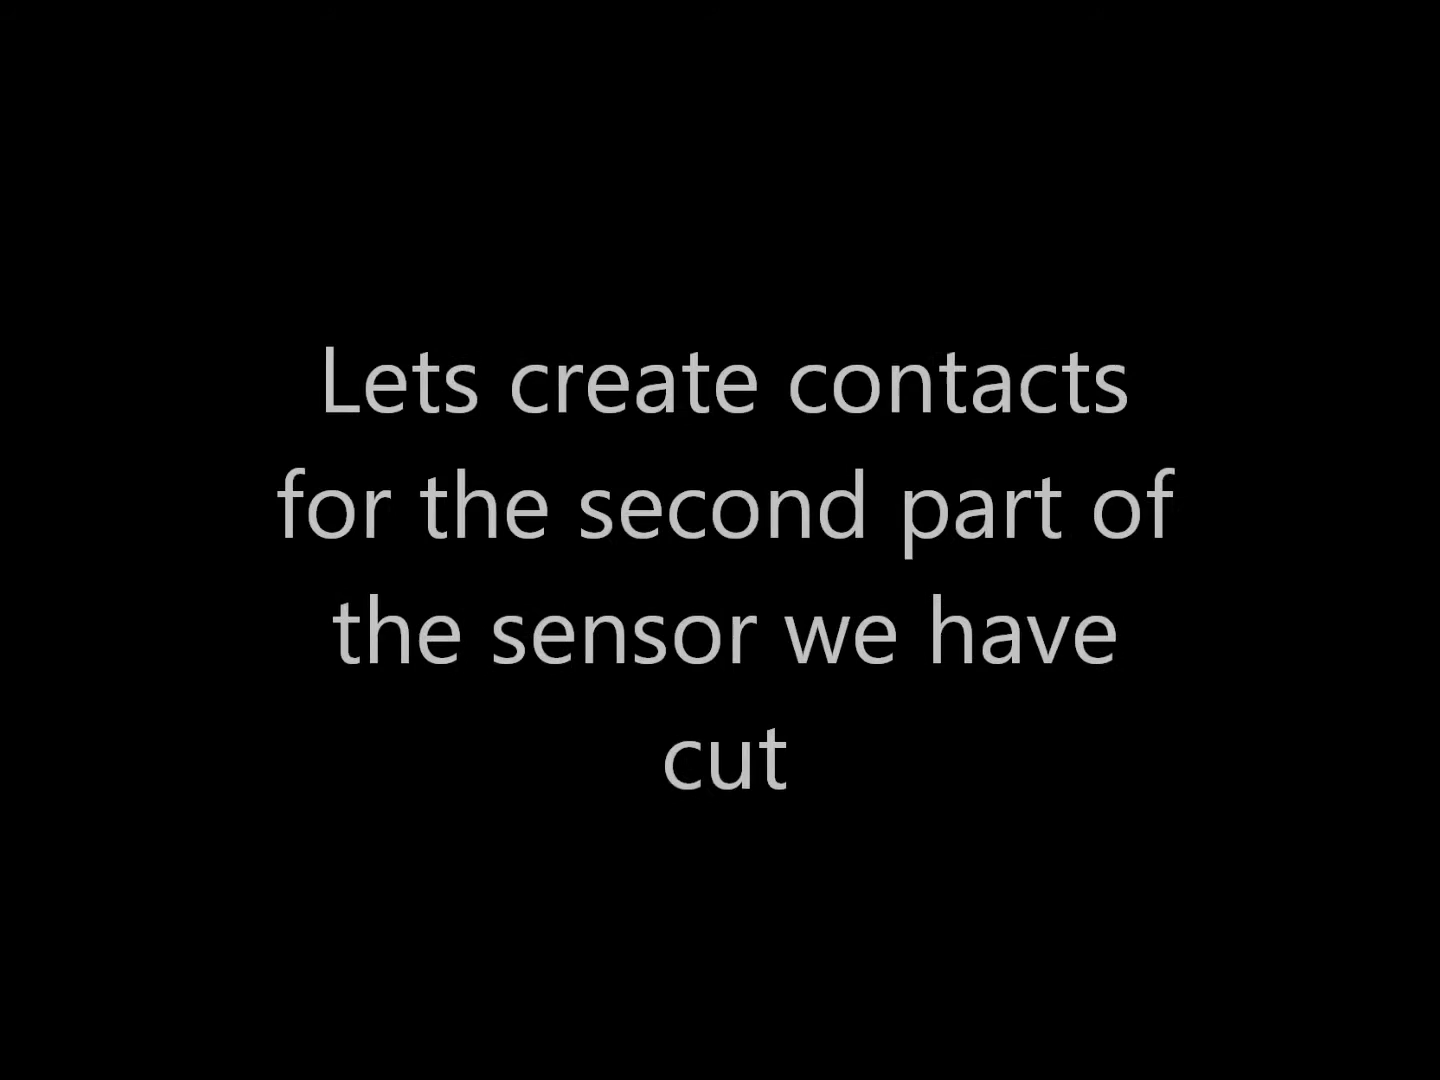 Lets create contacts
for the second part of
the sensor we have
cut